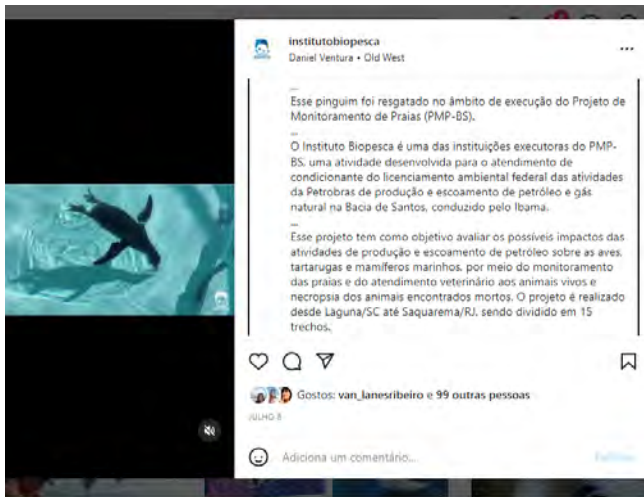 institutobiopesca
Daniel Ventura • Old West
...
Esse pinguim foi resgatado no âmbito de execução do Projeto de
Monitoramento de Praias (PMP-BS).
...
O Instituto Biopesca é uma das instituições executoras do PMP-
BS, uma atividade desenvolvida para o atendimento de
condicionante do licenciamento ambiental federal das atividades
da Petrobras de produção e escoamento de petróleo e gás
natural na Bacia de Santos, conduzido pelo Ibama.
...
Esse projeto tem como objetivo avaliar os possíveis impactos das
atividades de produção e escoamento de petróleo sobre as aves,
tartarugas e mamíferos marinhos, por meio do monitoramento
das praias e do atendimento veterinário aos animais vivos e
necropsia dos animais encontrados mortos. O projeto é realizado
desde Laguna/SC até Saquarema/RJ, sendo dividido em 15
trechos.
Gostos: van_lanesribeiro e 99 outras pessoas
JULHO 8
Adiciona um comentário...